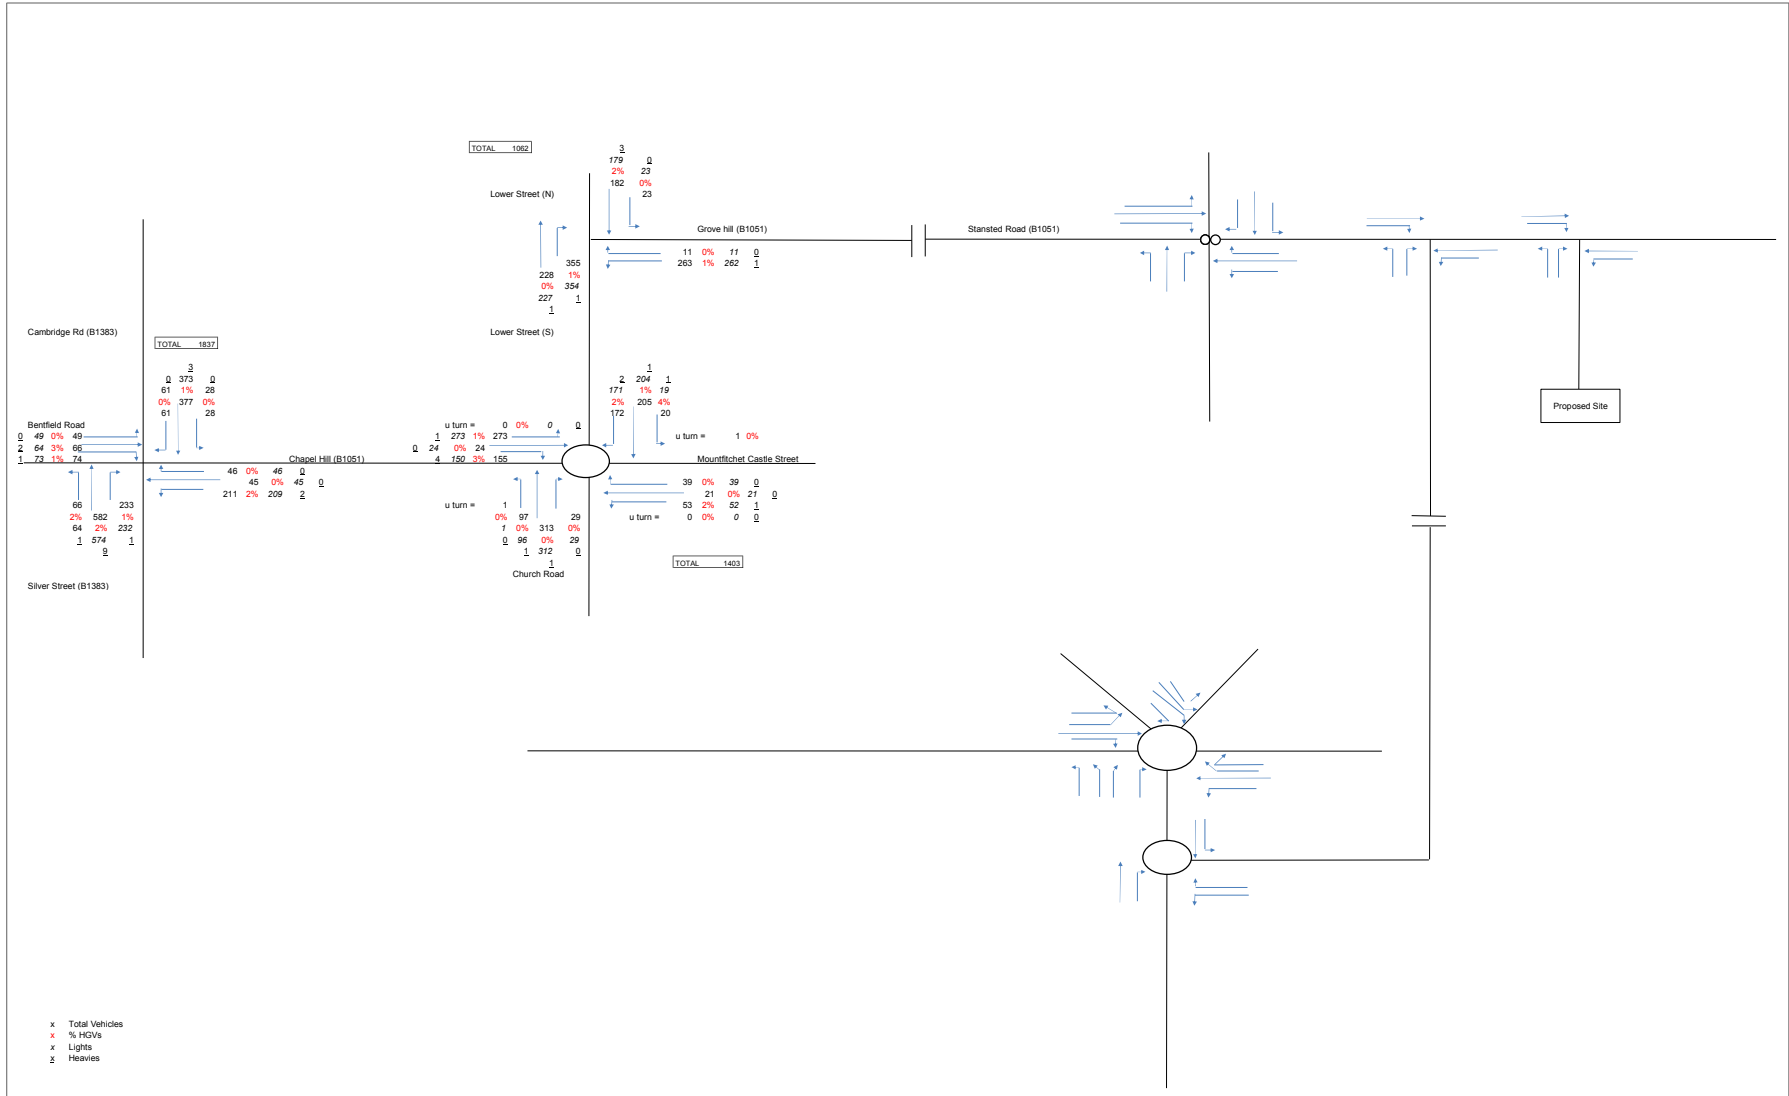 TOTAL 1062
3
179 0
2% 23
182 0%
23
Lower Street (N)
Grove hill (B1051)
Stansted Road (B1051)
11 0% 11 0
263 1% 262 1
355
228 1%
0% 354
227 1
1
Cambridge Rd (B1383)
Lower Street (S)
TOTAL 1837
3
0 373 0
61 1% 28
0% 377 0%
61 28
1
2 204 1
171 1% 19
2% 205 4%
172 20
Proposed Site
Bentfield Road
0 49 0% 49
2 64 3% 66
1 73 1% 74
u turn = 0 0% 0 0
1 273 1% 273
0 24 0% 24
4 150 3% 155
u turn = 1 0%
Chapel Hill (B1051)
Mountfitchet Castle Street
46 0% 46 0
45 0% 45 0
211 2% 209 2
39 0% 39 0
21 0% 21 0
53 2% 52 1
u turn = 0 0% 0 0
66 233
2% 582 1%
64 2% 232
1 574 1
9
u turn = 1
0% 97 29
1 0% 313 0%
0 96 0% 29
1 312 0
1
Church Road
TOTAL 1403
Silver Street (B1383)
x Total Vehicles
x % HGVs
x Lights
x Heavies